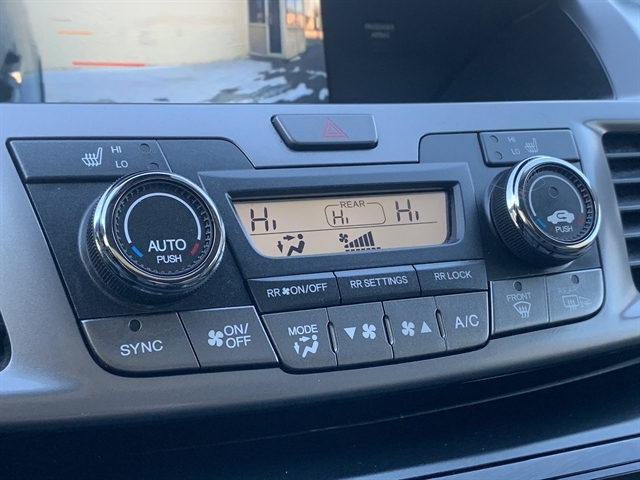 HI
LO
HI
LO
REAR
Hi
Hi
Hi
AUTO
PUSH
PUSH
RR ON/OFF
RR SETTINGS
RR LOCK
SYNC
ON/
OFF
MODE
A/C
FRONT
REAR